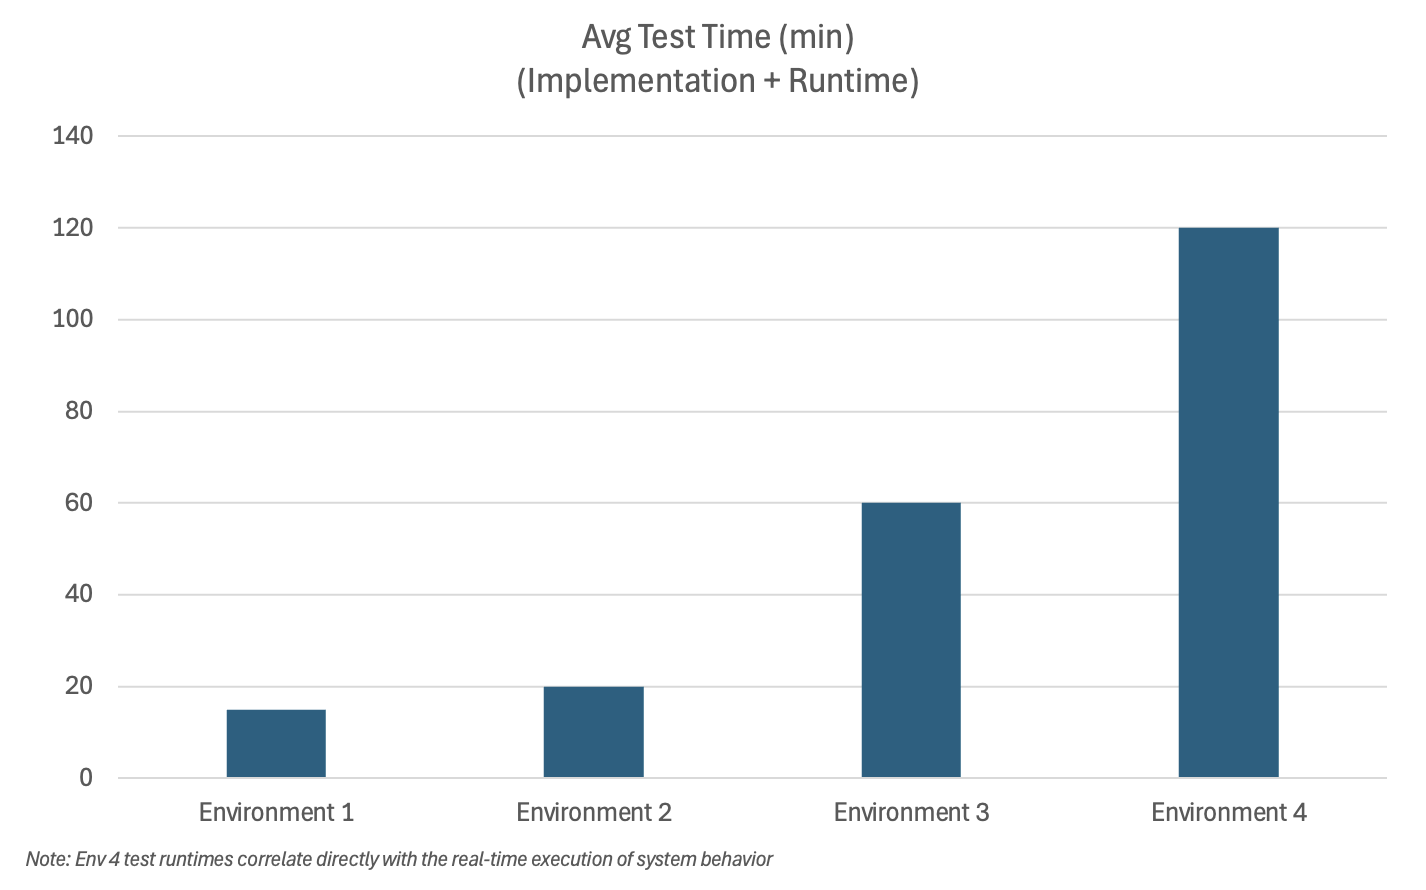 Avg Test Time (min)
(Implementation + Runtime)
140
120
100
80
60
40
20
0
Environment 1 Environment 2 Environment 3 Environment 4
Note: Env 4 test runtimes correlate directly with the real-time execution of system behavior